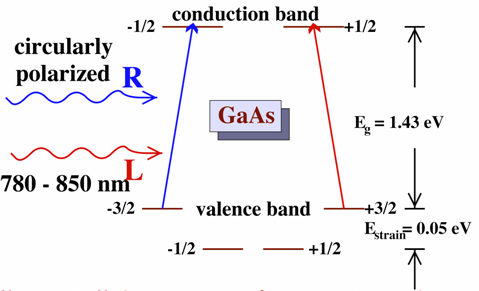 conduction band
-1/2
+1/2
circularly
polarized
R
GaAs
E_g = 1.43 eV
L
780 - 850 nm
-3/2
valence band
+3/2
E_strain = 0.05 eV
-1/2
+1/2